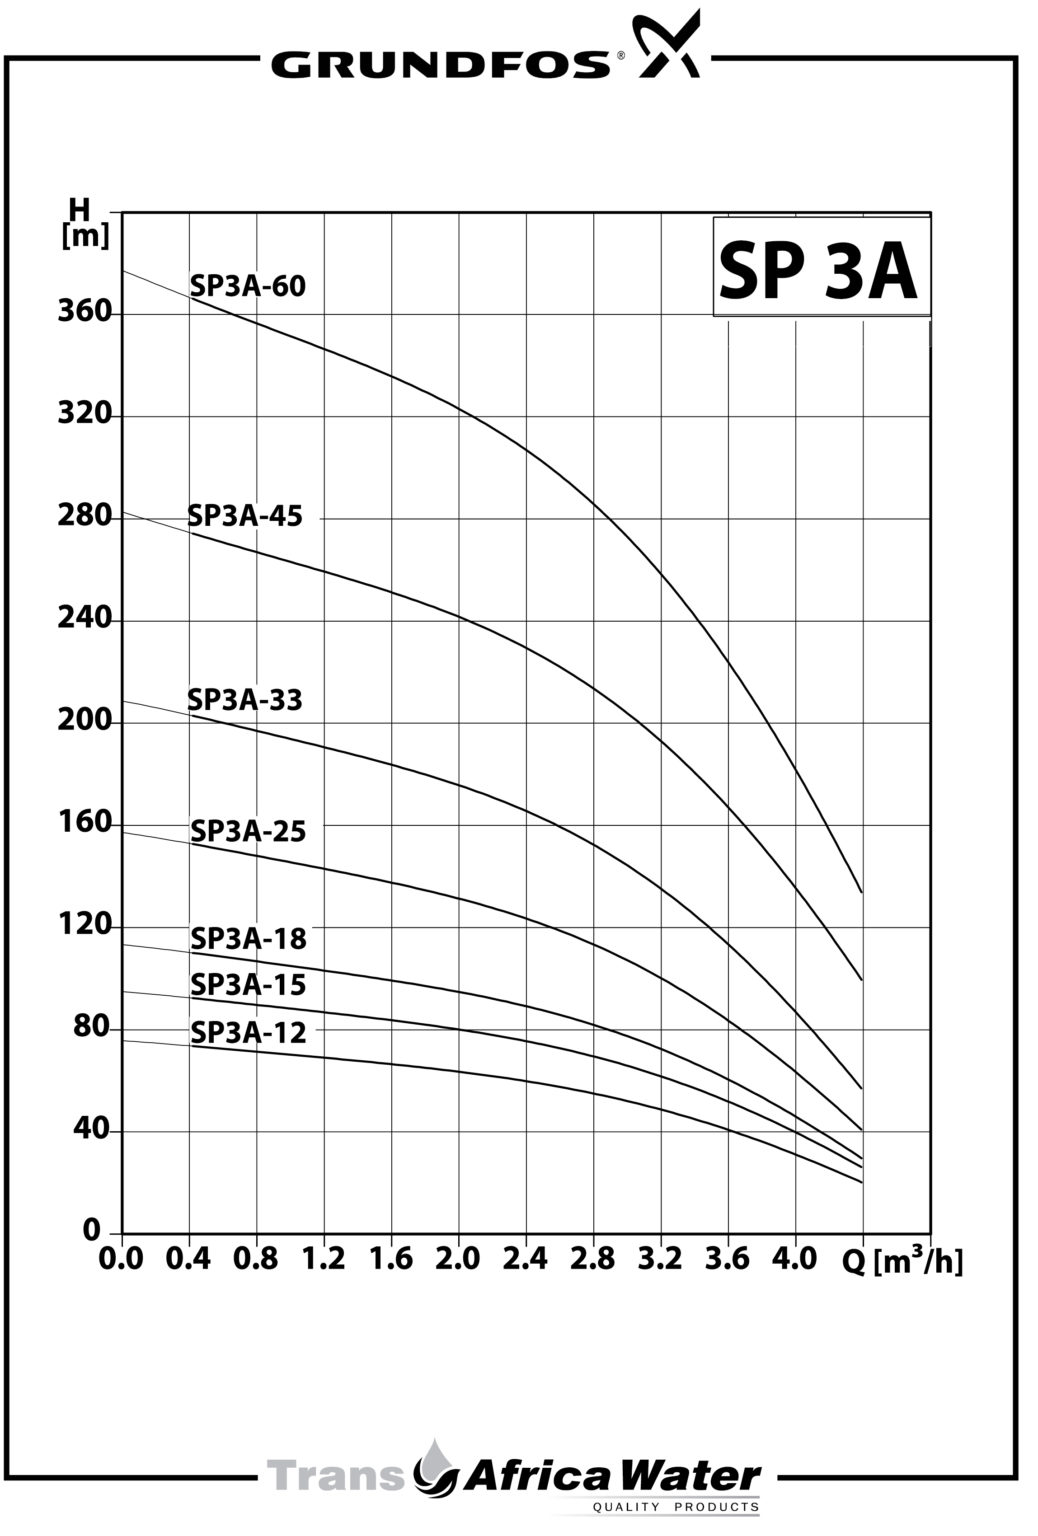 GRUNDFOS®
H
[m]
SP 3A
SP3A-60
360
320
280
SP3A-45
240
SP3A-33
200
160
SP3A-25
120
SP3A-18
SP3A-15
80
SP3A-12
40
0
0.0 0.4 0.8 1.2 1.6 2.0 2.4 2.8 3.2 3.6 4.0 Q [m³/h]
Trans Africa Water
QUALITY PRODUCTS